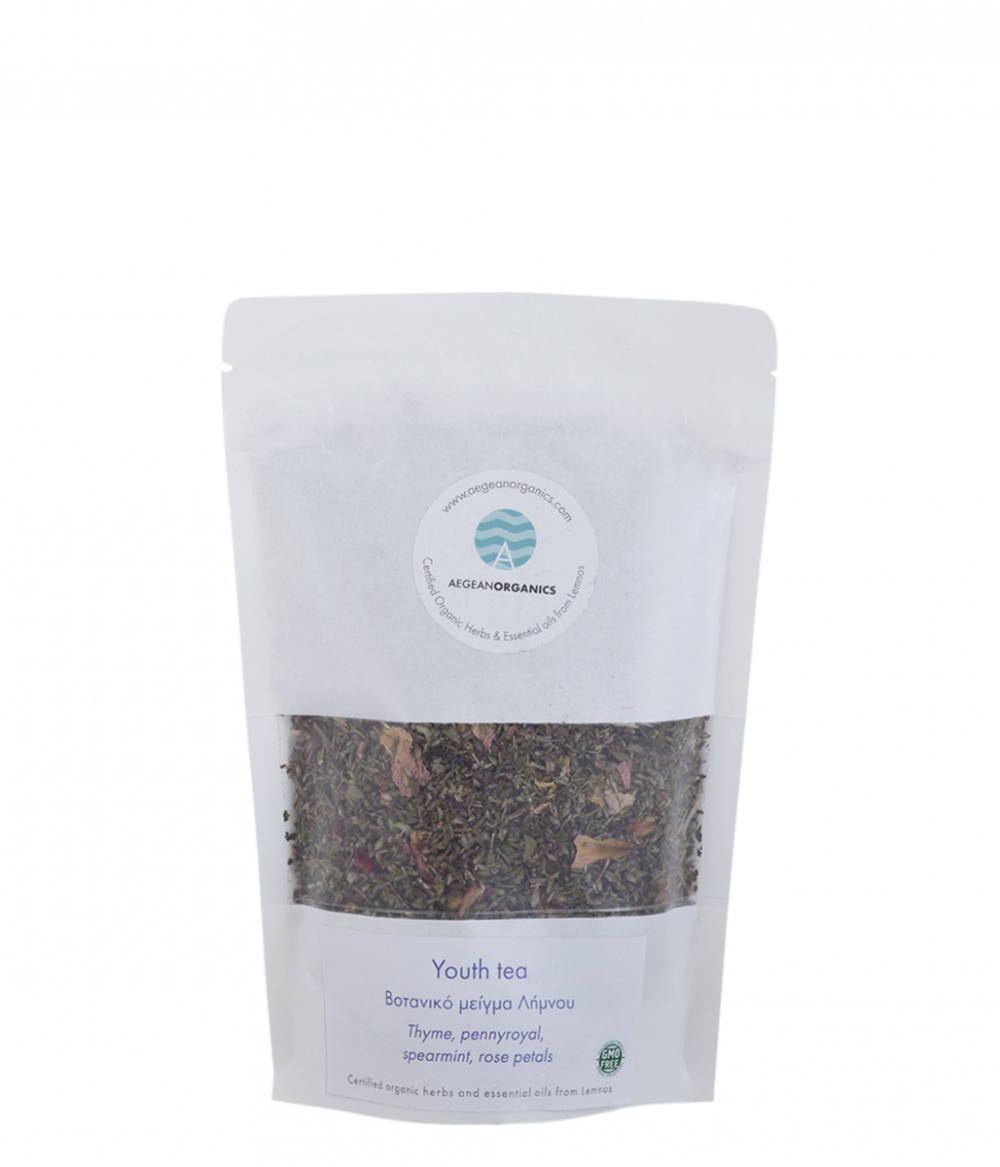 www.aegeanorganics.com
A
AEGEANORGANICS
Certified Organic Herbs & Essential oils from Lemnos
Youth tea
Βοτανικό μείγμα Λήμνου
Thyme, pennyroyal,
spearmint, rose petals
GMO
FREE
Certified organic herbs and essential oils from Lemnos